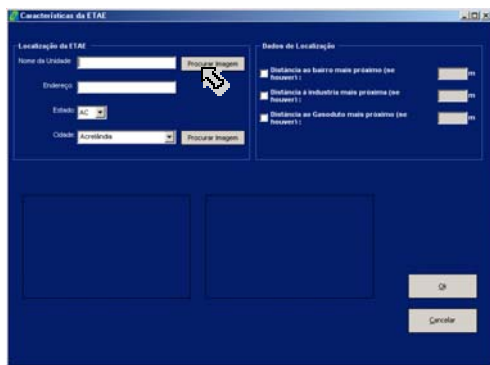 Características da ETAE
Localização da ETAE
Nome da Unidade:
Procurar Imagem
Endereço:
Estado: AC
Cidade: Acrelândia
Procurar Imagem
Dados de Localização
Distância ao bairro mais próximo (se
houver):
m
Distância à industria mais próxima (se
houver):
m
Distância ao Gasoduto mais próximo (se
houver):
m
Ok
Cancelar